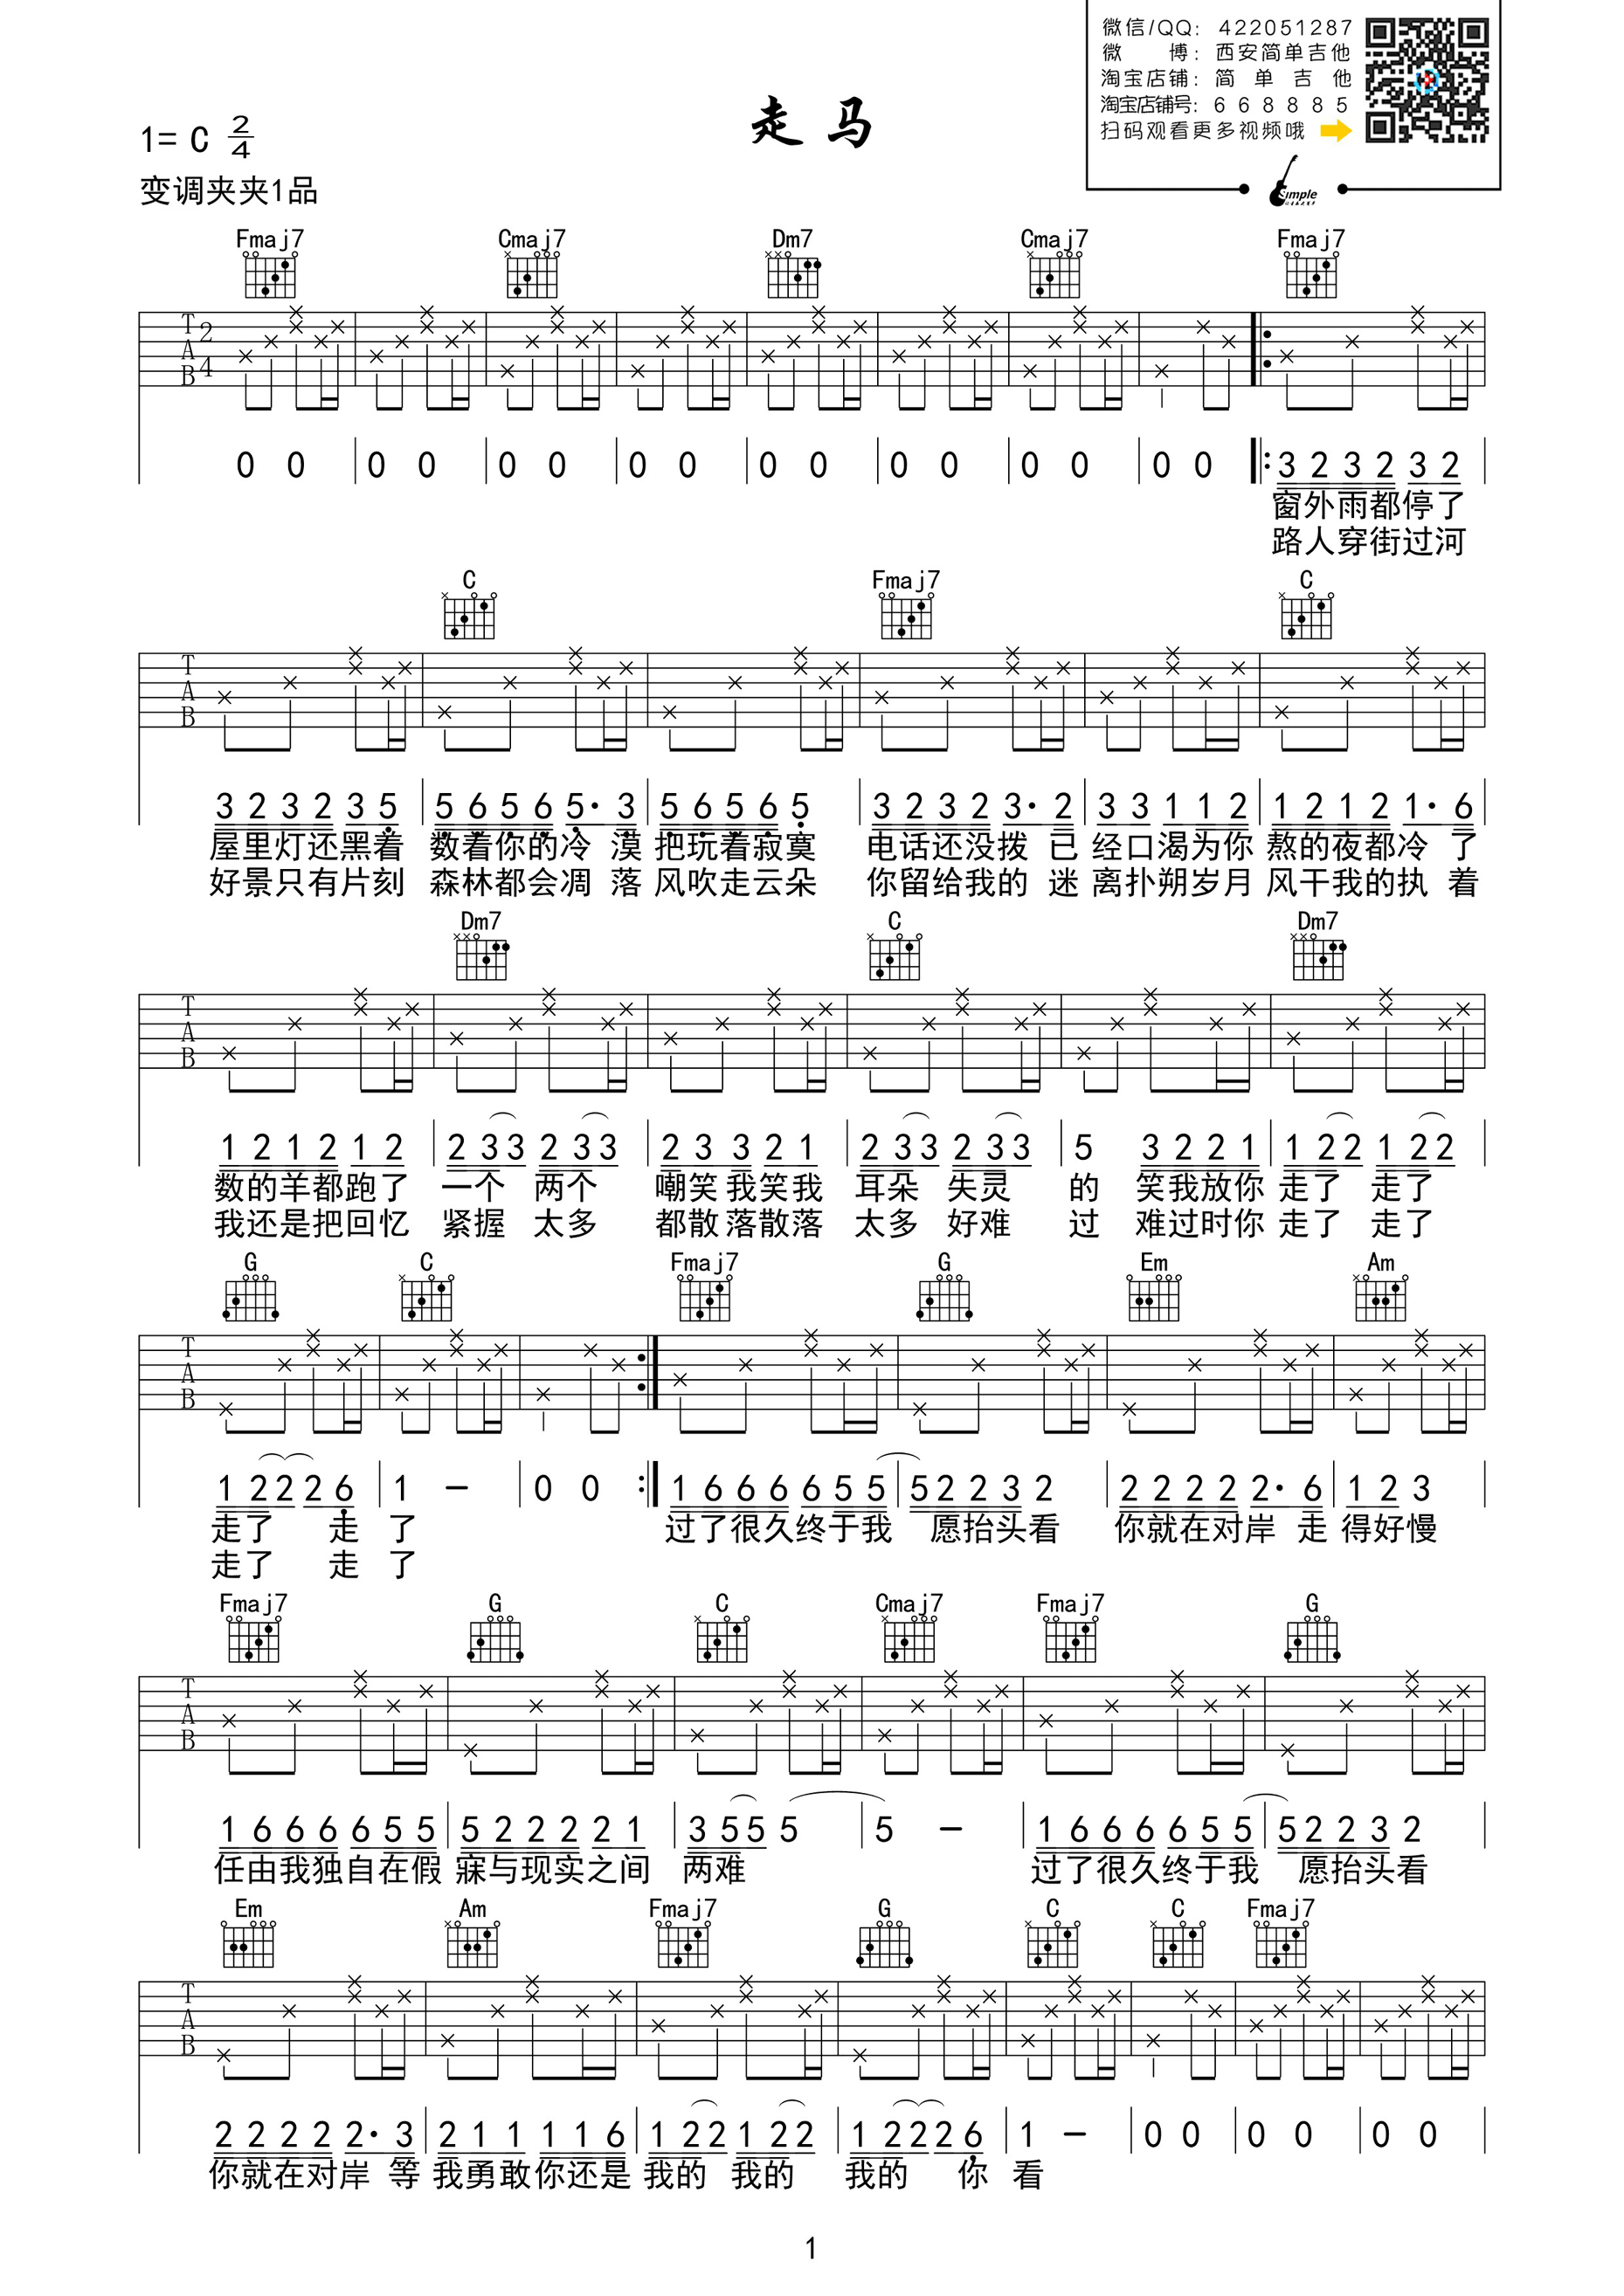 微信/QQ: 422051287
微 博: 西安简单吉他
淘宝店铺: 简 单 吉 他
淘宝店铺号: 6 6 8 8 8 5
扫码观看更多视频哦
Simple
走 马
1= C 2/4
变调夹夹1品
Fmaj7 Cmaj7 Dm7 Cmaj7 Fmaj7
T A B 2 4
0 0 | 0 0 | 0 0 | 0 0 | 0 0 | 0 0 | 0 0 | 0 0 |: 3 2 3 2 3 2 |
窗外雨都停了
路人穿街过河
C Fmaj7 C
T A B
3 2 3 2 3 5 | 5 6 5 6 5· 3 | 5 6 5 6 5 | 3 2 3 2 3· 2 | 3 3 1 1 2 | 1 2 1 2 1· 6 |
屋里灯还黑着 数着你的冷 漠 把玩着寂寞 电话还没拨 已 经口渴为你 熬的夜都冷 了
好景只有片刻 森林都会凋 落 风吹走云朵 你留给我的 迷 离扑朔岁月 风干我的执 着
Dm7 C Dm7
T A B
1 2 1 2 1 2 | 2 3 3 2 3 3 | 2 3 3 2 1 | 2 3 3 2 3 3 | 5 3 2 2 1 | 1 2 2 1 2 2 |
数的羊都跑了 一个 两个 嘲笑我笑我 耳朵 失灵 的 笑我放你 走了 走了
我还是把回忆 紧握 太多 都散落散落 太多 好难 过 难过时你 走了 走了
G C Fmaj7 G Em Am
T A B
1 2 2 2 6 | 1 － | 0 0 :| 1 6 6 6 6 5 5 | 5 2 2 3 2 | 2 2 2 2 2· 6 | 1 2 3 |
走了 走 了 过了很久终于我 愿抬头看 你就在对岸 走 得好慢
走了 走 了
Fmaj7 G C Cmaj7 Fmaj7 G
T A B
1 6 6 6 6 5 5 | 5 2 2 2 2 1 | 3 5 5 5 | 5 － | 1 6 6 6 6 5 5 | 5 2 2 3 2 |
任由我独自在假 寐与现实之间 两难 过了很久终于我 愿抬头看
Em Am Fmaj7 G C C Fmaj7
T A B
2 2 2 2 2· 3 | 2 1 1 1 1 6 | 1 2 2 1 2 2 | 1 2 2 2 6 | 1 － | 0 0 | 0 0 | 0 0 |
你就在对岸 等 我勇敢你还是 我的 我的 我的 你 看
1